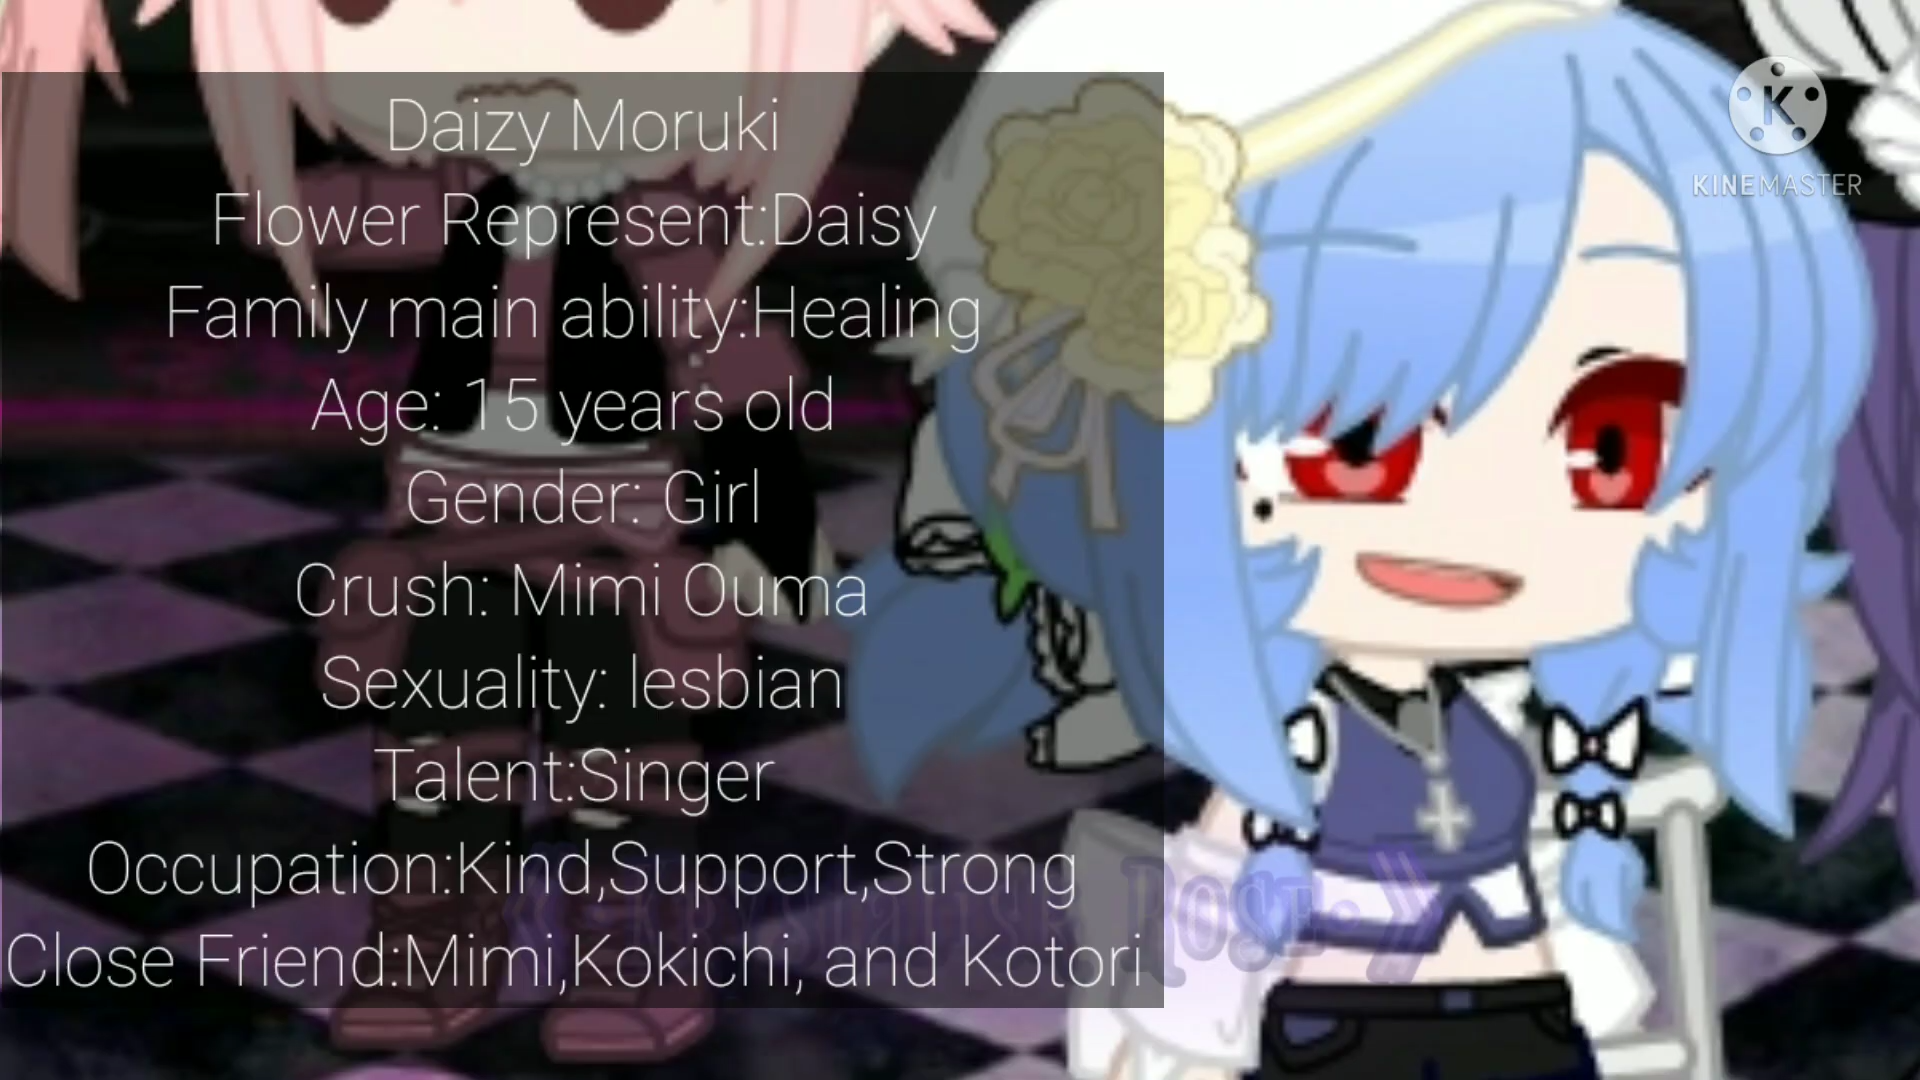 Daizy Moruki
Flower Represent:Daisy
Family main ability:Healing
Age: 15 years old
Gender: Girl
Crush: Mimi Ouma
Sexuality: lesbian
Talent:Singer
Occupation:Kind,Support,Strong
Close Friend:Mimi,Kokichi, and Kotori
K
KINEMASTER
Rose